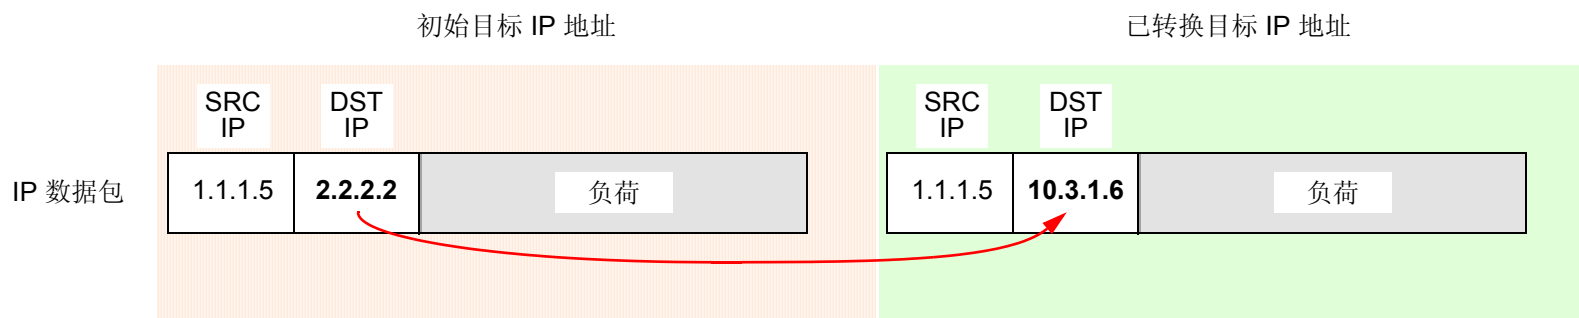 初始目标 IP 地址
已转换目标 IP 地址
SRC IP
DST IP
SRC IP
DST IP
IP 数据包
1.1.1.5
2.2.2.2
负荷
1.1.1.5
10.3.1.6
负荷